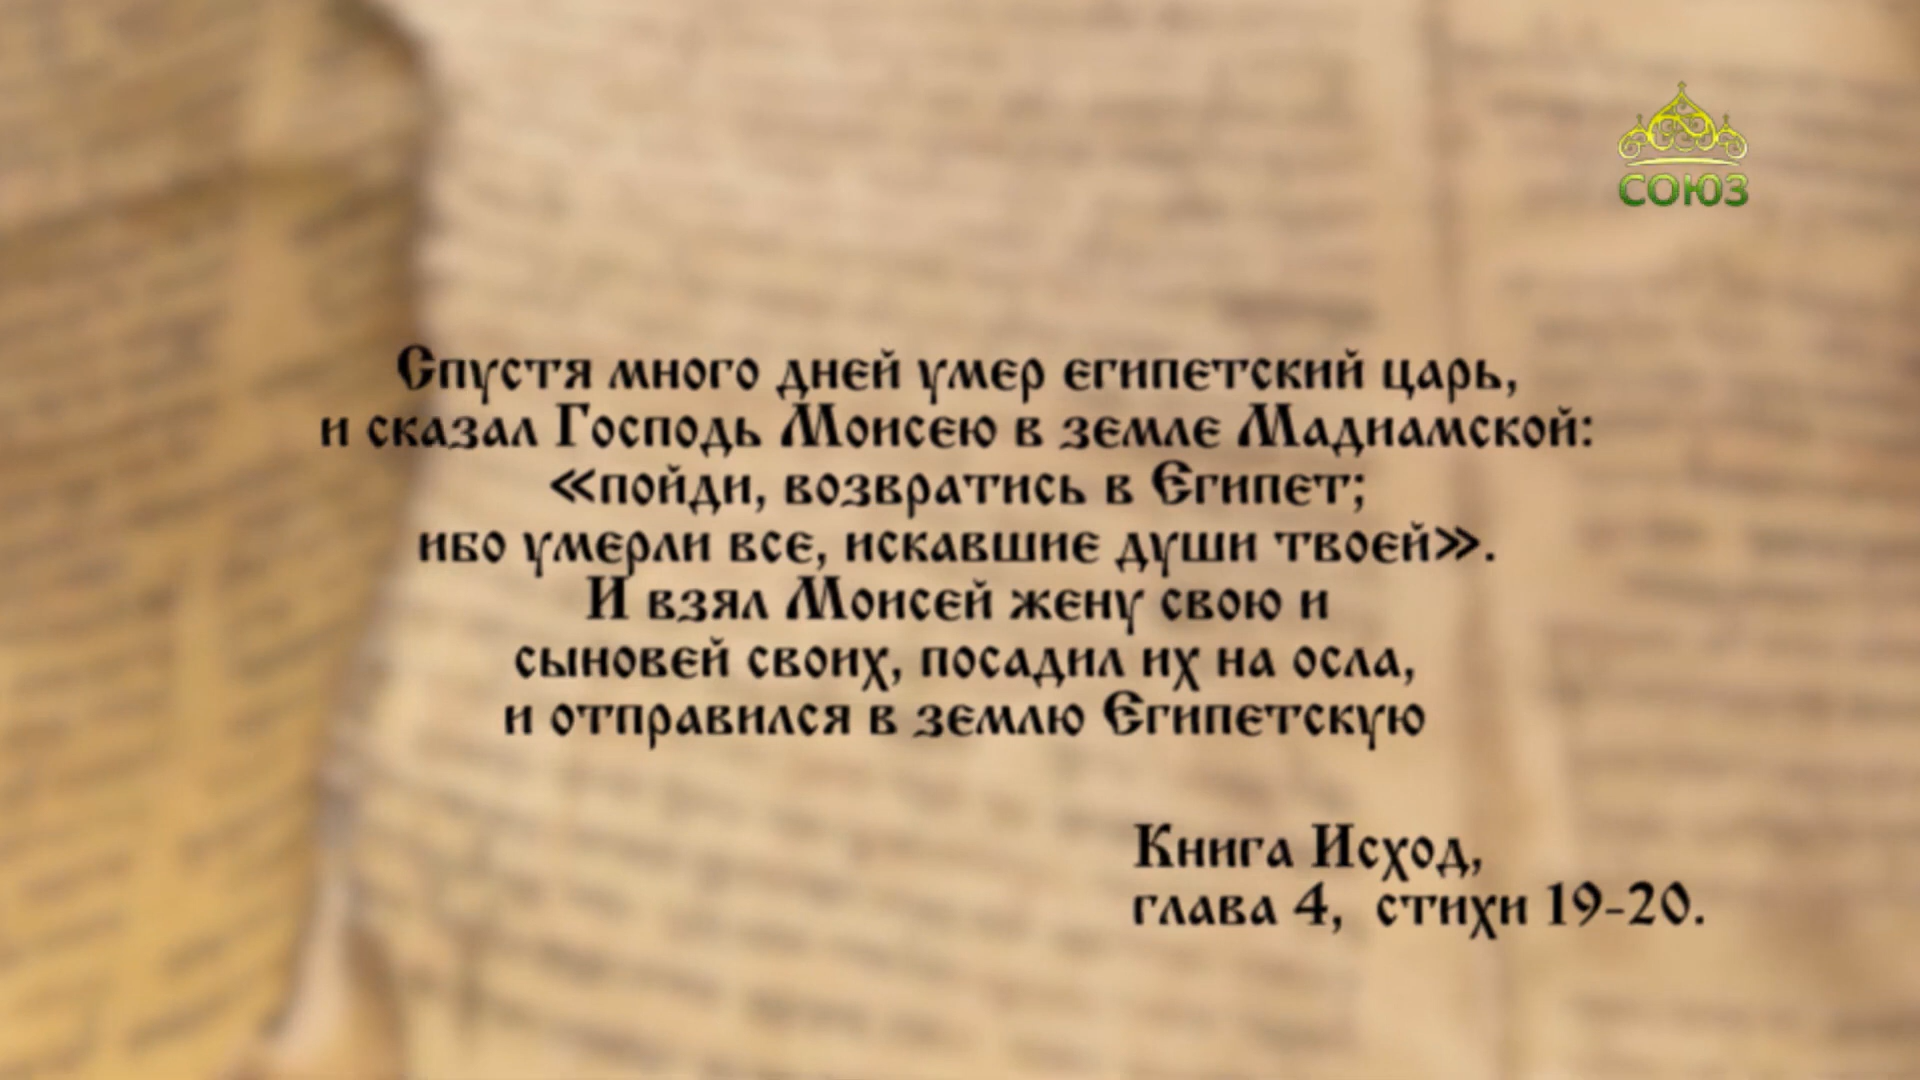 СОЮЗ
Спустя много дней умер египетский царь,
и сказал Господь Моисею в земле Мадиамской:
«пойди, возвратись в Египет;
ибо умерли все, искавшие души твоей».
И взял Моисей жену свою и
сыновей своих, посадил их на осла,
и отправился в землю Египетскую
Книга Исход,
глава 4, стихи 19-20.